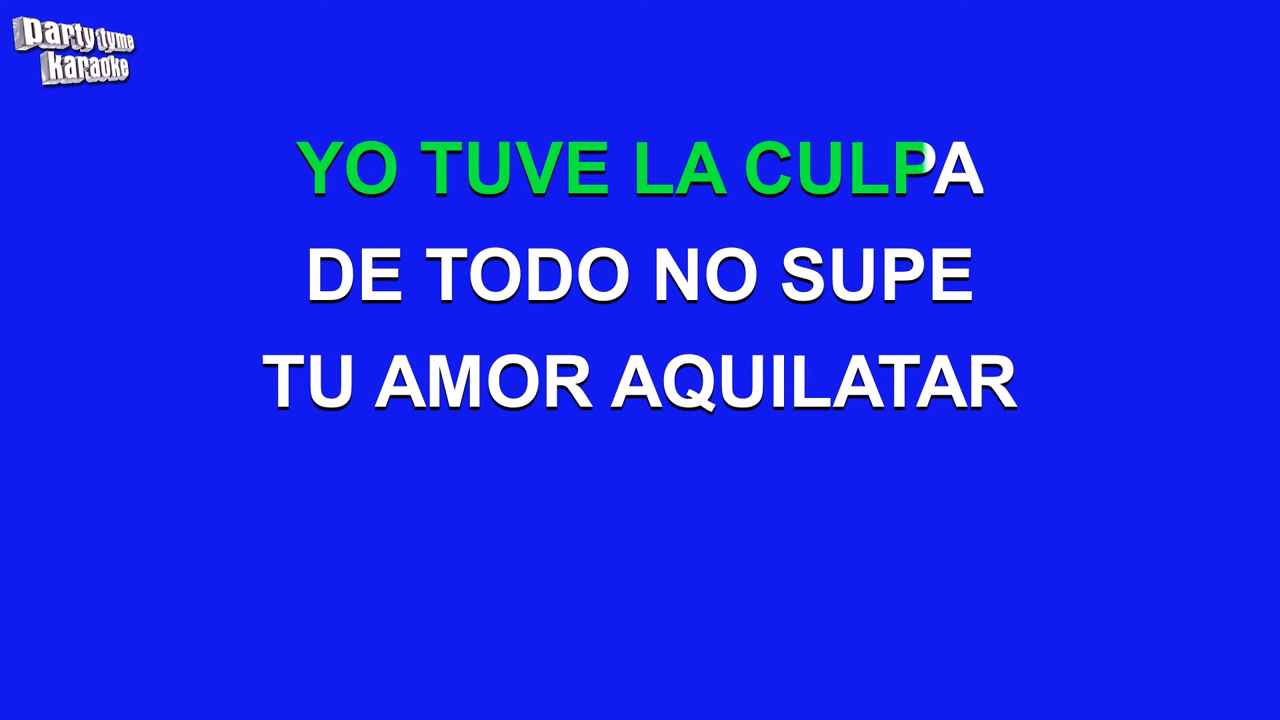 party tyme
karaoke
YO TUVE LA CULPA
DE TODO NO SUPE
TU AMOR AQUILATAR